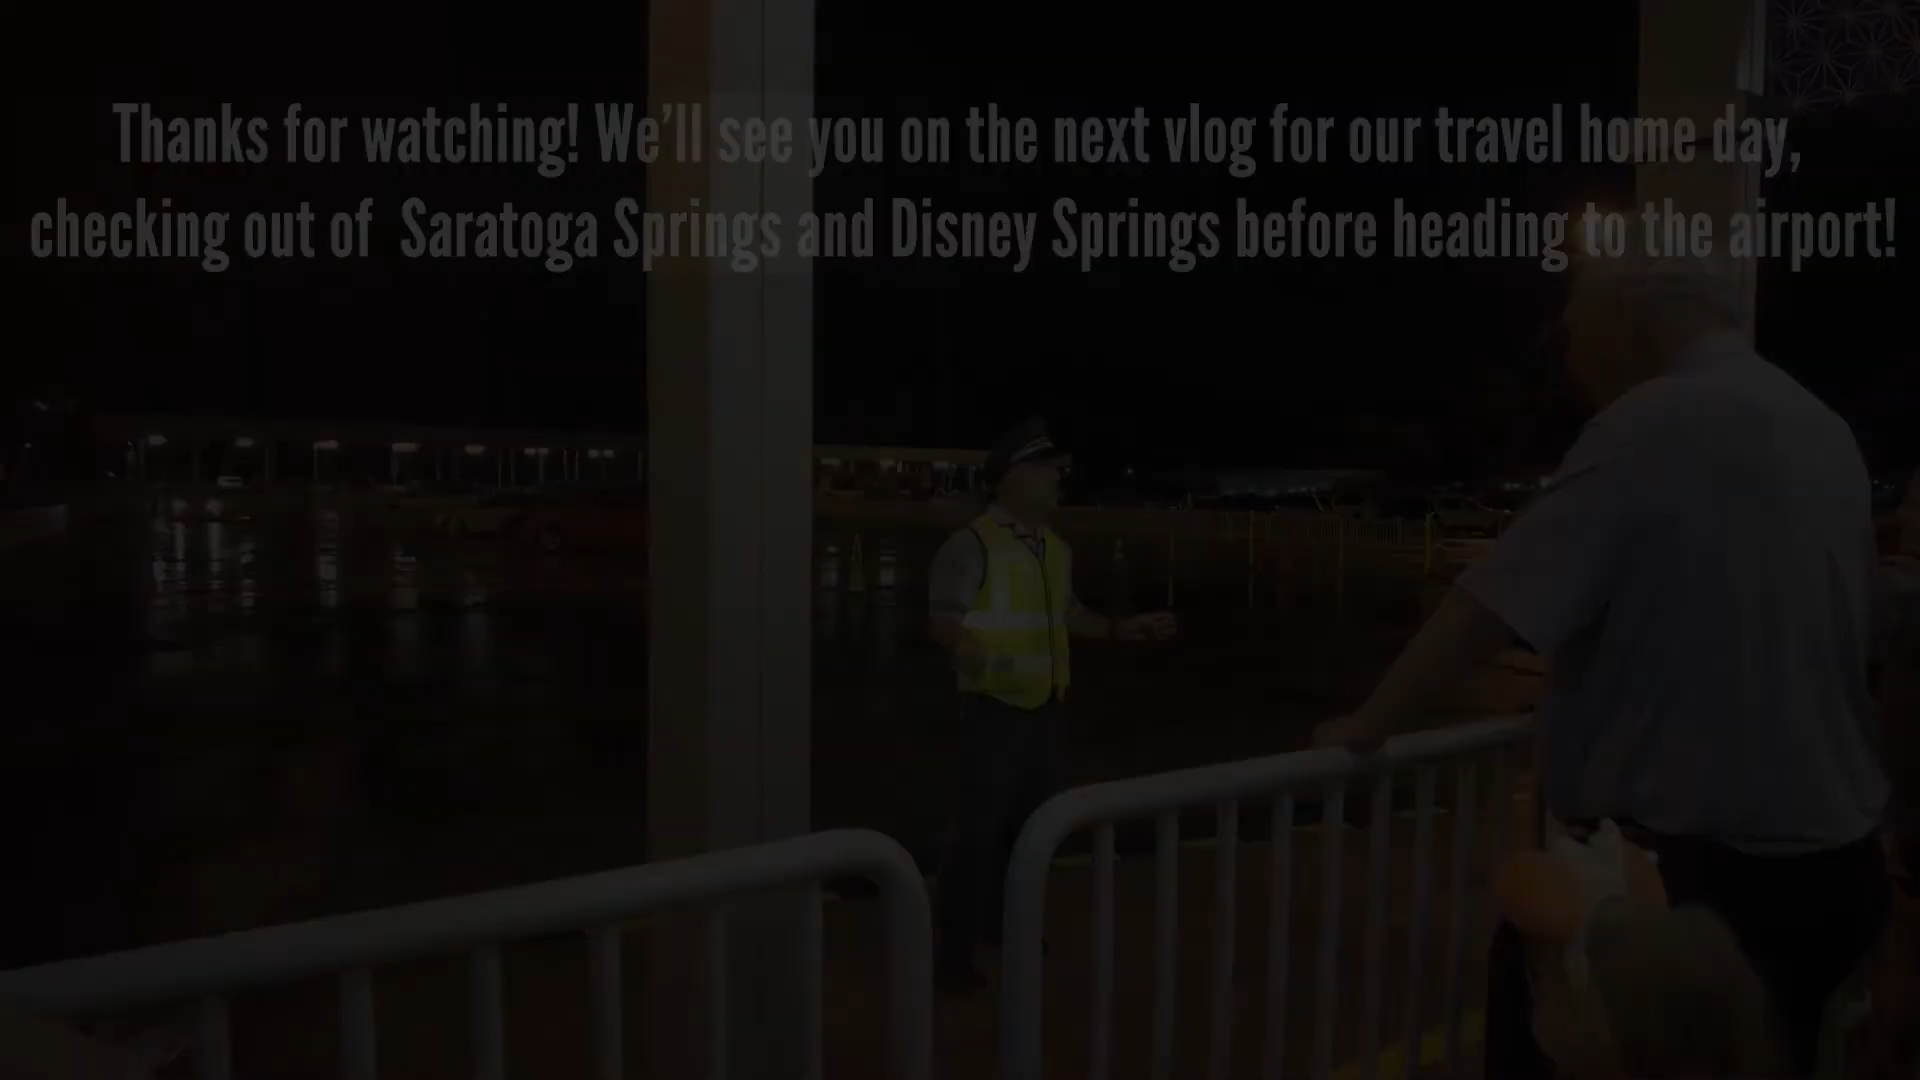 Thanks for watching! We'll see you on the next vlog for our travel home day,
checking out of Saratoga Springs and Disney Springs before heading to the airport!